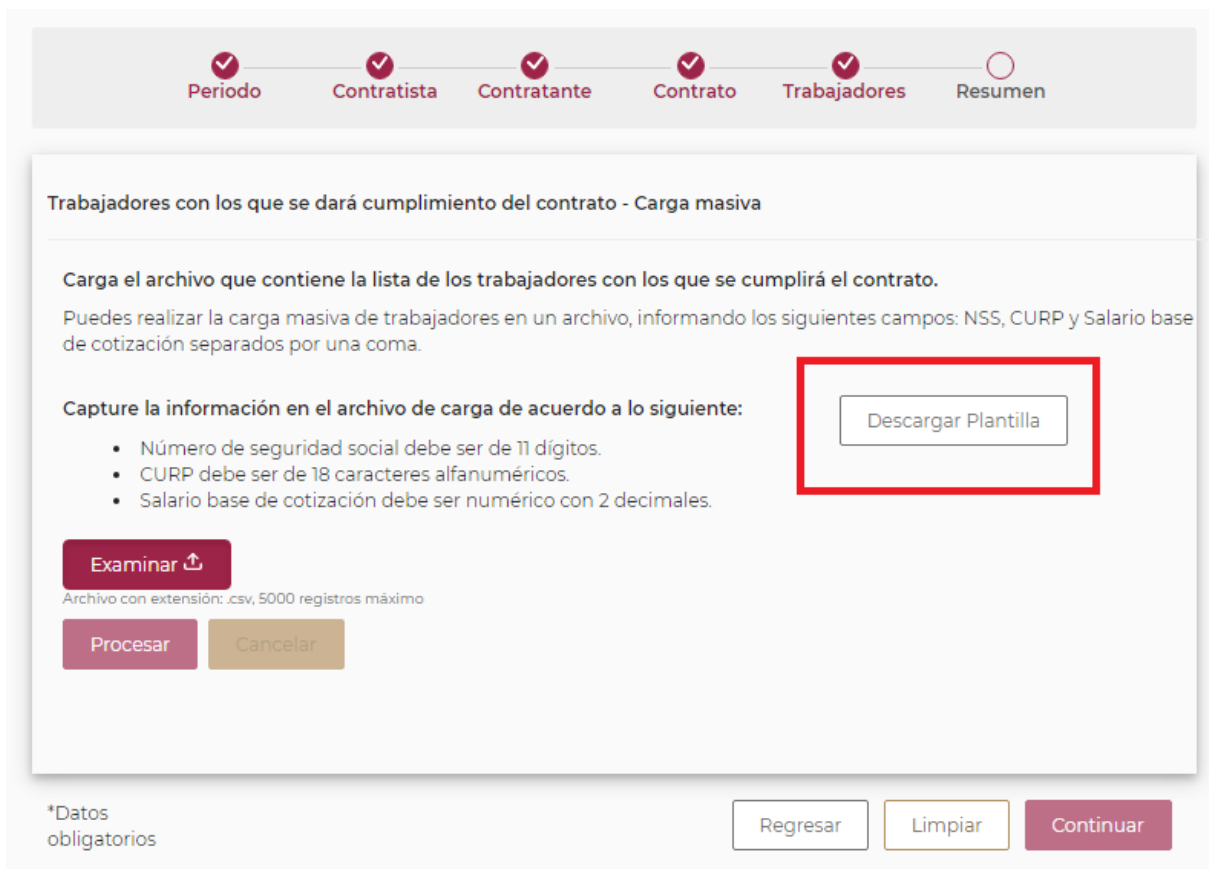 Periodo Contratista Contratante Contrato Trabajadores Resumen
Trabajadores con los que se dará cumplimiento del contrato - Carga masiva
Carga el archivo que contiene la lista de los trabajadores con los que se cumplirá el contrato.
Puedes realizar la carga masiva de trabajadores en un archivo, informando los siguientes campos: NSS, CURP y Salario base
de cotización separados por una coma.
Capture la información en el archivo de carga de acuerdo a lo siguiente:
Descargar Plantilla
• Número de seguridad social debe ser de 11 dígitos.
• CURP debe ser de 18 caracteres alfanuméricos.
• Salario base de cotización debe ser numérico con 2 decimales.
Examinar
Archivo con extensión: .csv, 5000 registros máximo
Procesar Cancelar
*Datos
obligatorios
Regresar Limpiar Continuar